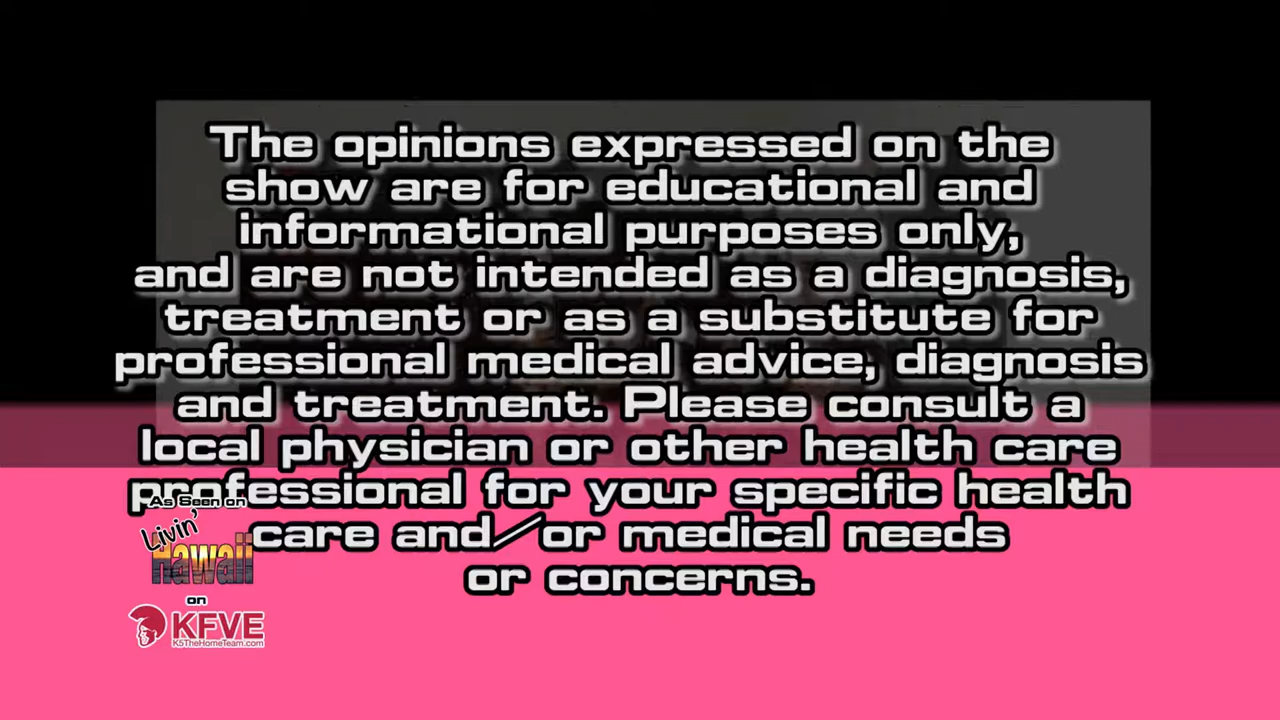 The opinions expressed on the
show are for educational and
informational purposes only,
and are not intended as a diagnosis,
treatment or as a substitute for
professional medical advice, diagnosis
and treatment. Please consult a
local physician or other health care
professional for your specific health
care and/or medical needs
or concerns.
As Seen on
Livin'
Hawaii
on
KFVE
K5TheHomeTeam.com